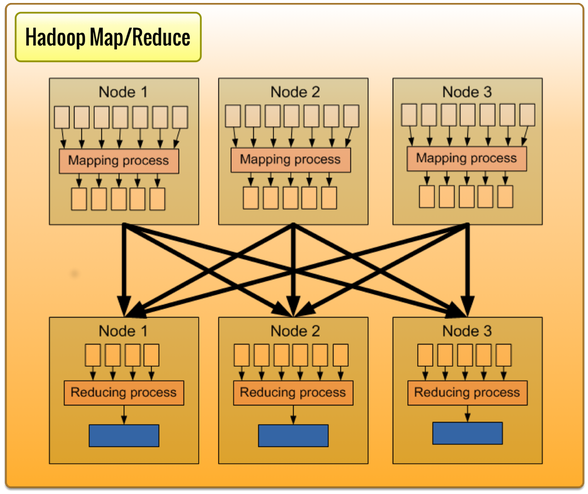 Hadoop Map/Reduce
Node 1
Node 2
Node 3
Mapping process
Mapping process
Mapping process
Node 1
Node 2
Node 3
Reducing process
Reducing process
Reducing process